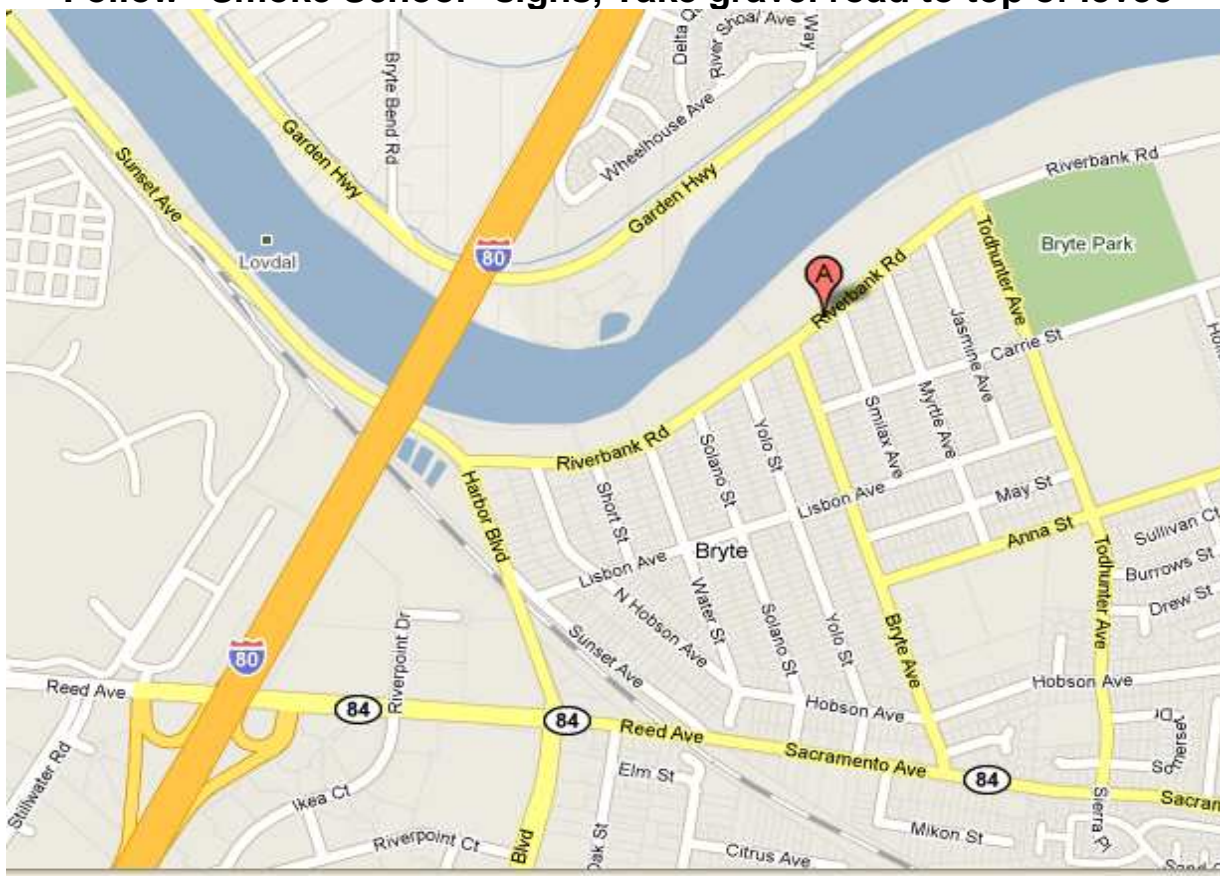 Follow "Smoke School" signs, Take gravel road to top of levee
Delta
River Shoal Ave
Way
Bryte Bend Rd
Wheelhouse Ave
Garden Hwy
Garden Hwy
Sunset Ave
Riverbank Rd
Lovdal
80
Bryte Park
Todhunter Ave
A
Riverbank Rd
Jasmine Ave
Carrie St
Myrtle Ave
Smilax Ave
Yolo St
Solano St
Riverbank Rd
Short St
Harbor Blvd
Lisbon Ave
May St
Anna St
Sullivan Ct
Bryte
Lisbon Ave
Burrows St
Drew St
N Hobson Ave
Water St
Solano St
Yolo St
Bryte Ave
Todhunter Ave
Sunset Ave
80
Riverpoint Dr
Reed Ave
84
84
Reed Ave
Hobson Ave
Hobson Ave
Somerset Dr
Sacramento Ave
84
Stillwater Rd
Ikea Ct
Elm St
Sierra Pl
Riverpoint Ct
Blvd
Oak St
Citrus Ave
Mikon St